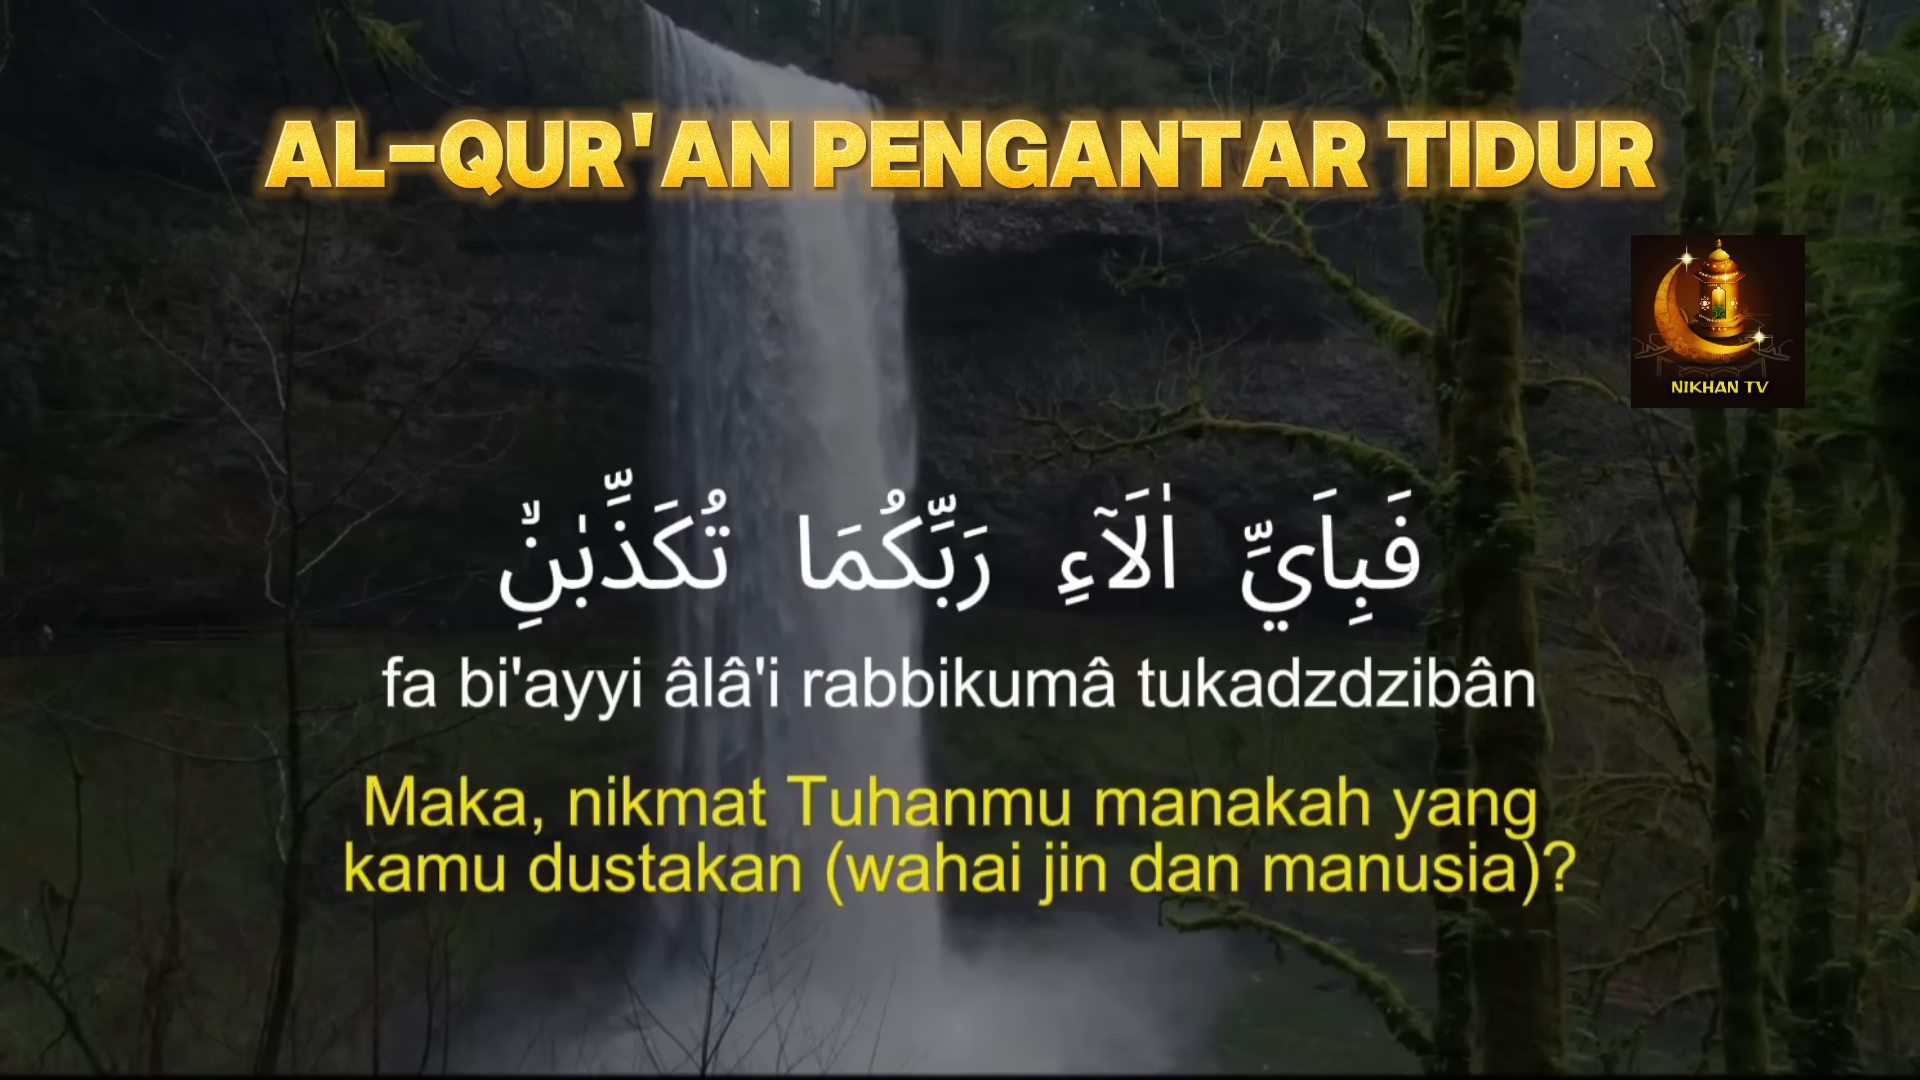 AL-QUR'AN PENGANTAR TIDUR
NIKHAN TV
فَبِاَيِّ اٰلَاۤءِ رَبِّكُمَا تُكَذِّبٰنِۙ
fa bi'ayyi âlâ'i rabbikumâ tukadzdzibân
Maka, nikmat Tuhanmu manakah yang
kamu dustakan (wahai jin dan manusia)?